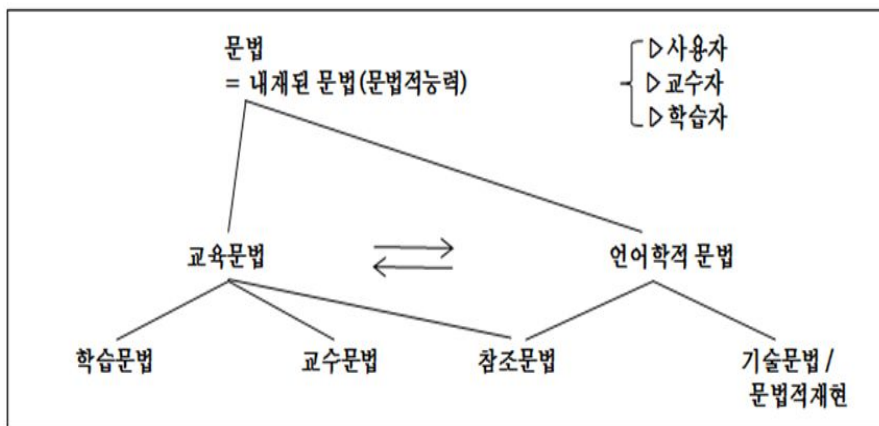 문법
= 내재된 문법(문법적능력)
▷사용자
▷교수자
▷학습자
교육문법
언어학적 문법
학습문법
교수문법
참조문법
기술문법 /
문법적재현